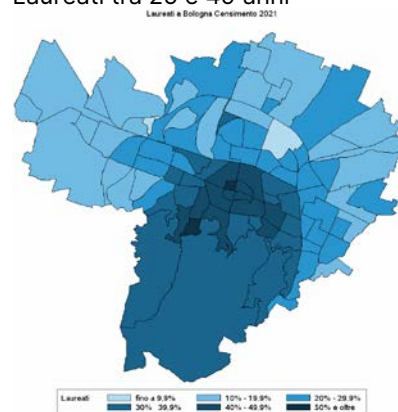 Laureati tra 20 e 40 anni
Laureati a Bologna Censimento 2021
Laureati fino a 9,9% 10% - 19,9% 20% - 29,9%
30% 39,9% 40% - 49,9% 50% e oltre